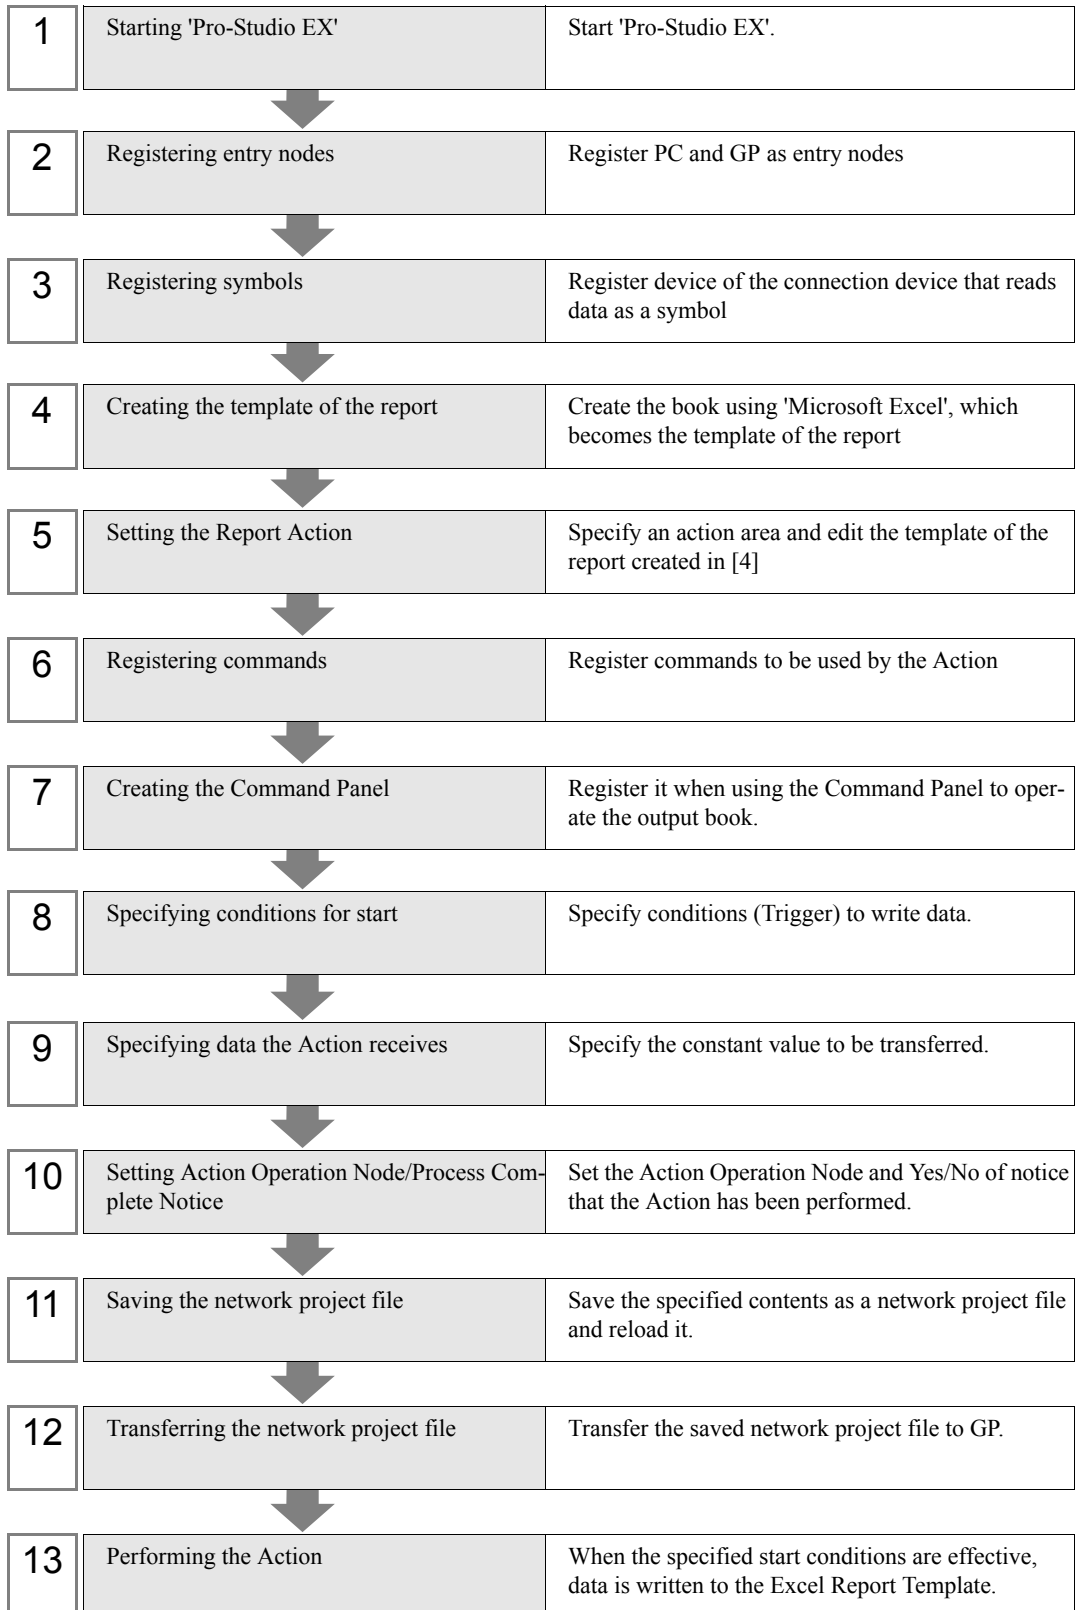 1
Starting 'Pro-Studio EX'
Start 'Pro-Studio EX'.
2
Registering entry nodes
Register PC and GP as entry nodes
3
Registering symbols
Register device of the connection device that reads
data as a symbol
4
Creating the template of the report
Create the book using 'Microsoft Excel', which
becomes the template of the report
5
Setting the Report Action
Specify an action area and edit the template of the
report created in [4]
6
Registering commands
Register commands to be used by the Action
7
Creating the Command Panel
Register it when using the Command Panel to oper-
ate the output book.
8
Specifying conditions for start
Specify conditions (Trigger) to write data.
9
Specifying data the Action receives
Specify the constant value to be transferred.
10
Setting Action Operation Node/Process Com-
plete Notice
Set the Action Operation Node and Yes/No of notice
that the Action has been performed.
11
Saving the network project file
Save the specified contents as a network project file
and reload it.
12
Transferring the network project file
Transfer the saved network project file to GP.
13
Performing the Action
When the specified start conditions are effective,
data is written to the Excel Report Template.